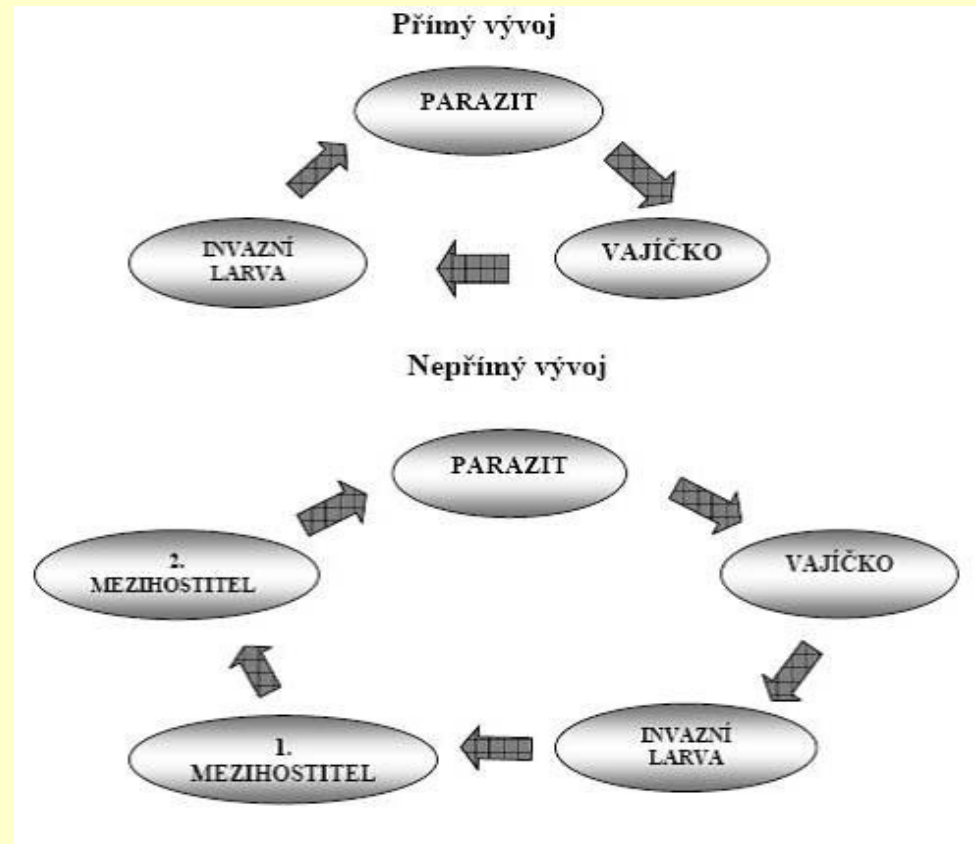 Přímý vývoj
PARAZIT
VAJÍČKO
INVAZNÍ
LARVA
Nepřímý vývoj
PARAZIT
VAJÍČKO
INVAZNÍ
LARVA
1.
MEZIHOSTITEL
2.
MEZIHOSTITEL